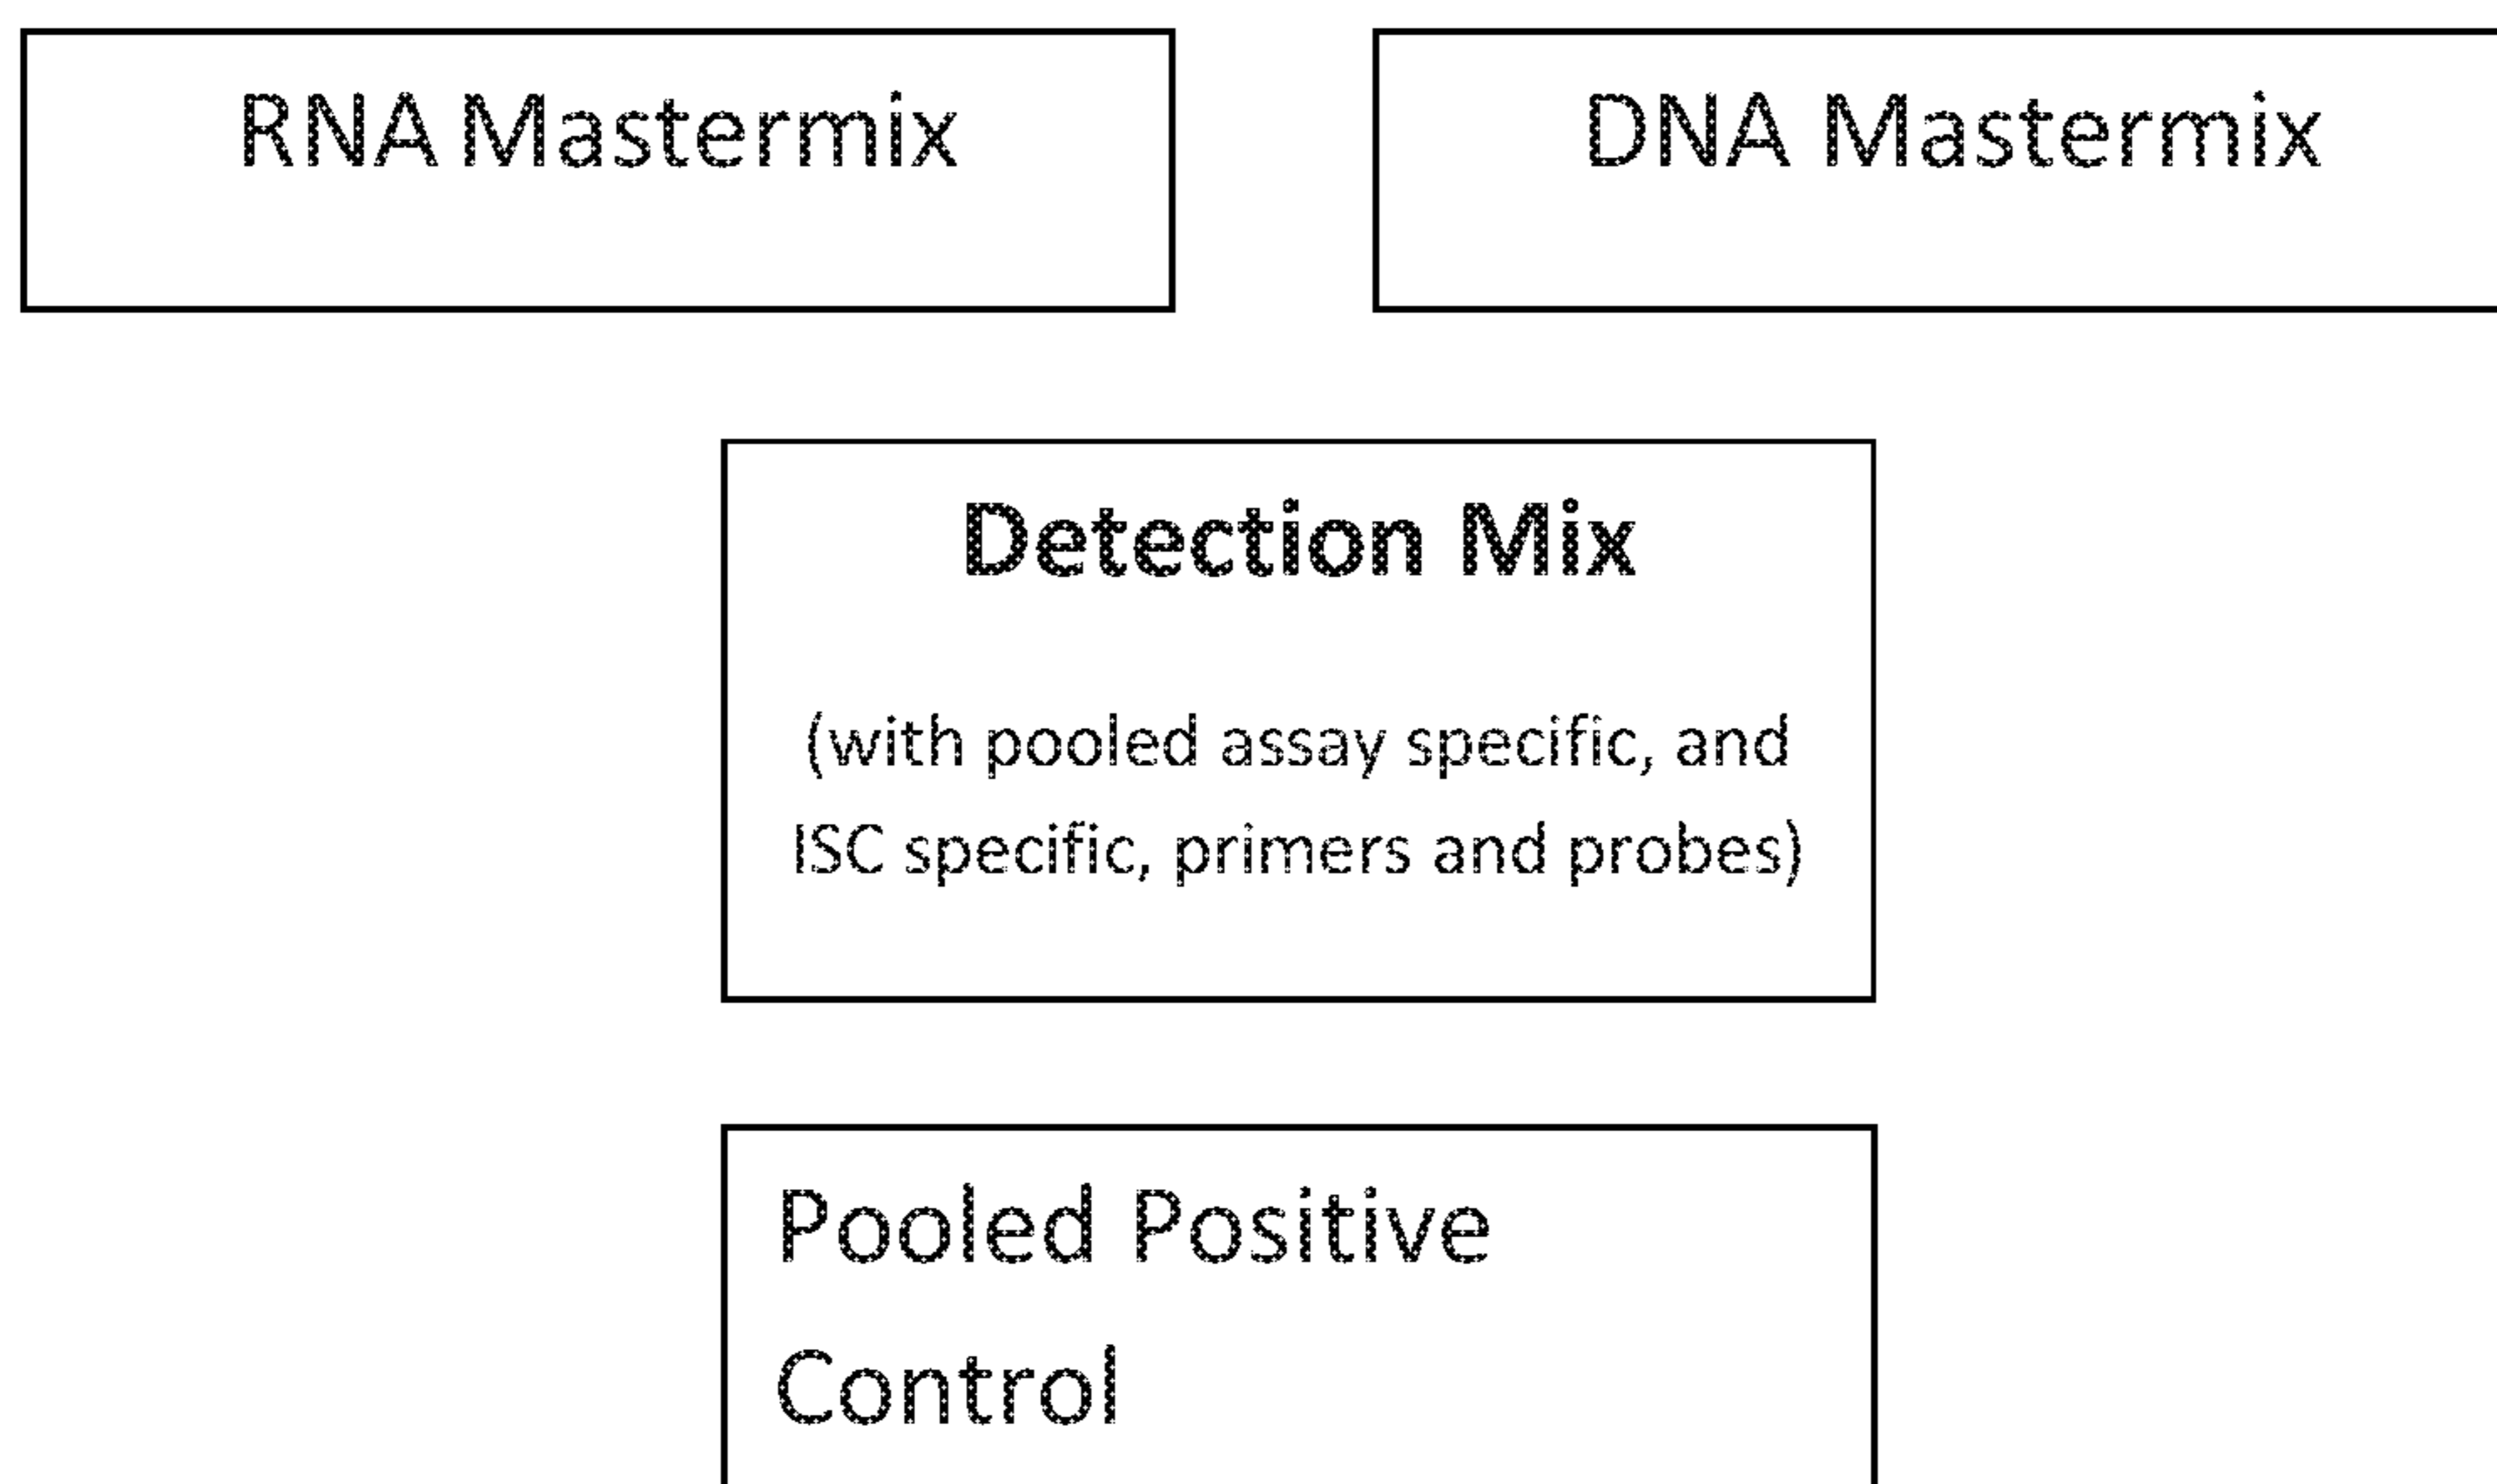 RNA Mastermix
DNA Mastermix
Detection Mix
(with pooled assay specific, and
ISC specific, primers and probes)
Pooled Positive
Control